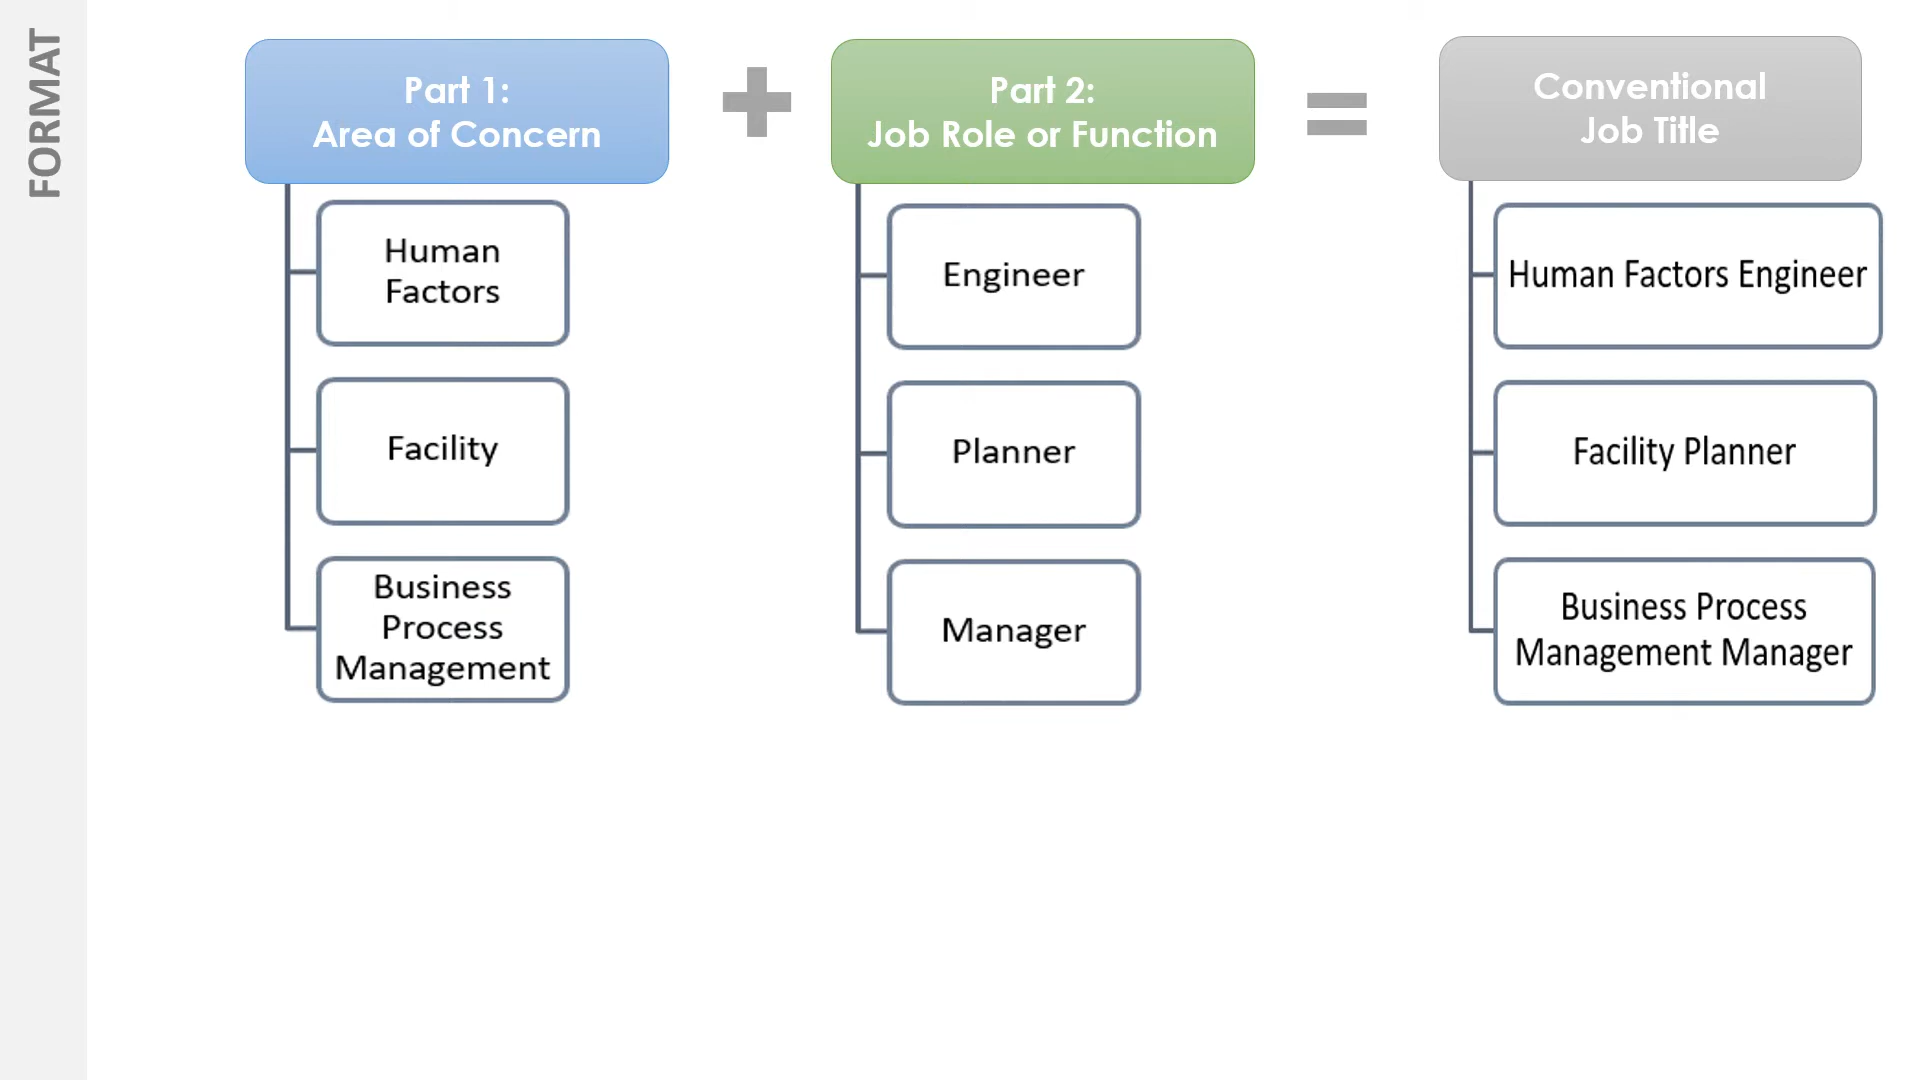 FORMAT
Part 1:
Area of Concern
Part 2:
Job Role or Function
Conventional
Job Title
Human
Factors
Engineer
Human Factors Engineer
Facility
Planner
Facility Planner
Business
Process
Management
Manager
Business Process
Management Manager